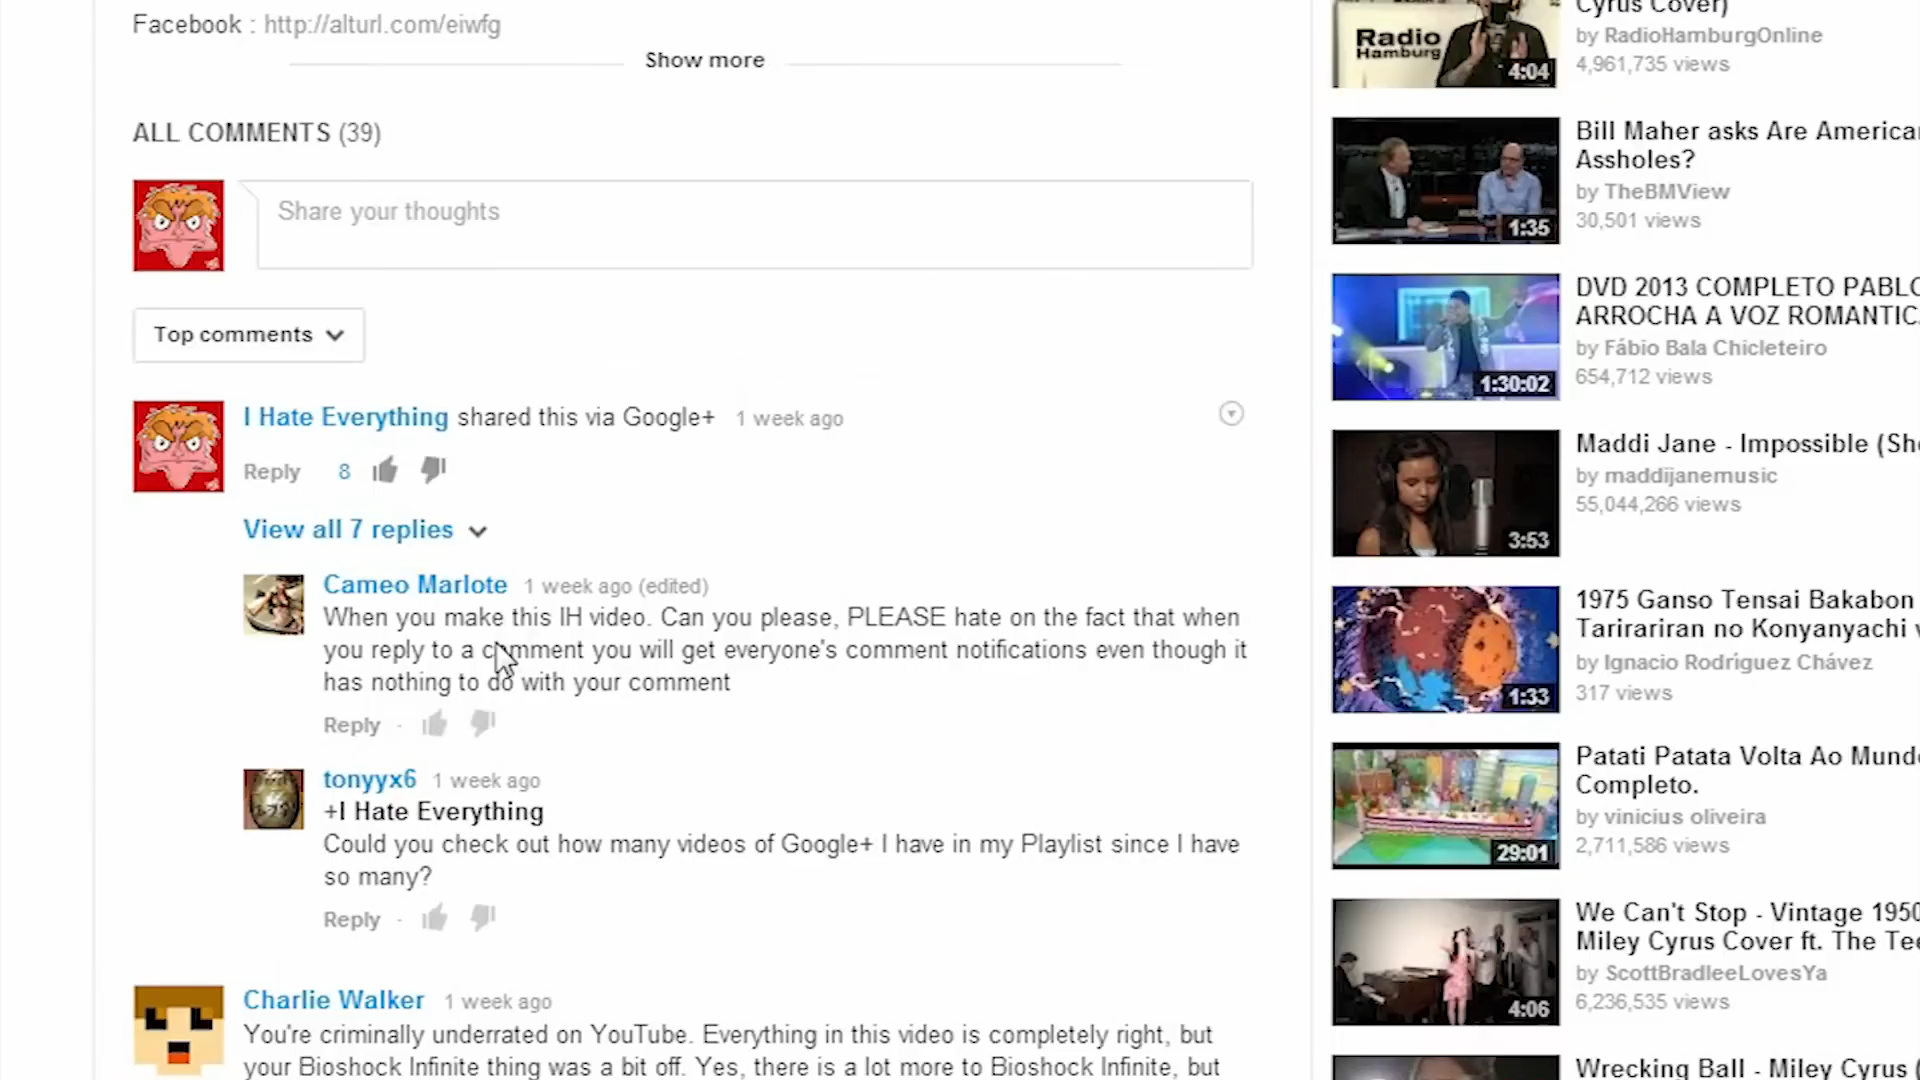 Facebook : http://alturl.com/eiwfg
Show more
ALL COMMENTS (39)
Share your thoughts
Top comments
I Hate Everything shared this via Google+ 1 week ago
Reply 8
View all 7 replies
Cameo Marlote 1 week ago (edited)
When you make this IH video. Can you please, PLEASE hate on the fact that when
you reply to a comment you will get everyone's comment notifications even though it
has nothing to do with your comment
Reply ·
tonyyx6 1 week ago
+I Hate Everything
Could you check out how many videos of Google+ I have in my Playlist since I have
so many?
Reply ·
Charlie Walker 1 week ago
You're criminally underrated on YouTube. Everything in this video is completely right, but
your Bioshock Infinite thing was a bit off. Yes, there is a lot more to Bioshock Infinite, but
Radio
Hamburg
4:04
Cyrus Cover)
by RadioHamburgOnline
4,961,735 views
1:35
Bill Maher asks Are American
Assholes?
by TheBMView
30,501 views
1:30:02
DVD 2013 COMPLETO PABLO
ARROCHA A VOZ ROMANTIC
by Fábio Bala Chicleteiro
654,712 views
3:53
Maddi Jane - Impossible (Sh
by maddijanemusic
55,044,266 views
1:33
1975 Ganso Tensai Bakabon
Tarirariran no Konyanyachi
by Ignacio Rodríguez Chávez
317 views
29:01
Patati Patata Volta Ao Mund
Completo.
by vinicius oliveira
2,711,586 views
4:06
We Can't Stop - Vintage 1950
Miley Cyrus Cover ft. The Te
by ScottBradleeLovesYa
6,236,535 views
Wrecking Ball - Miley Cyrus (